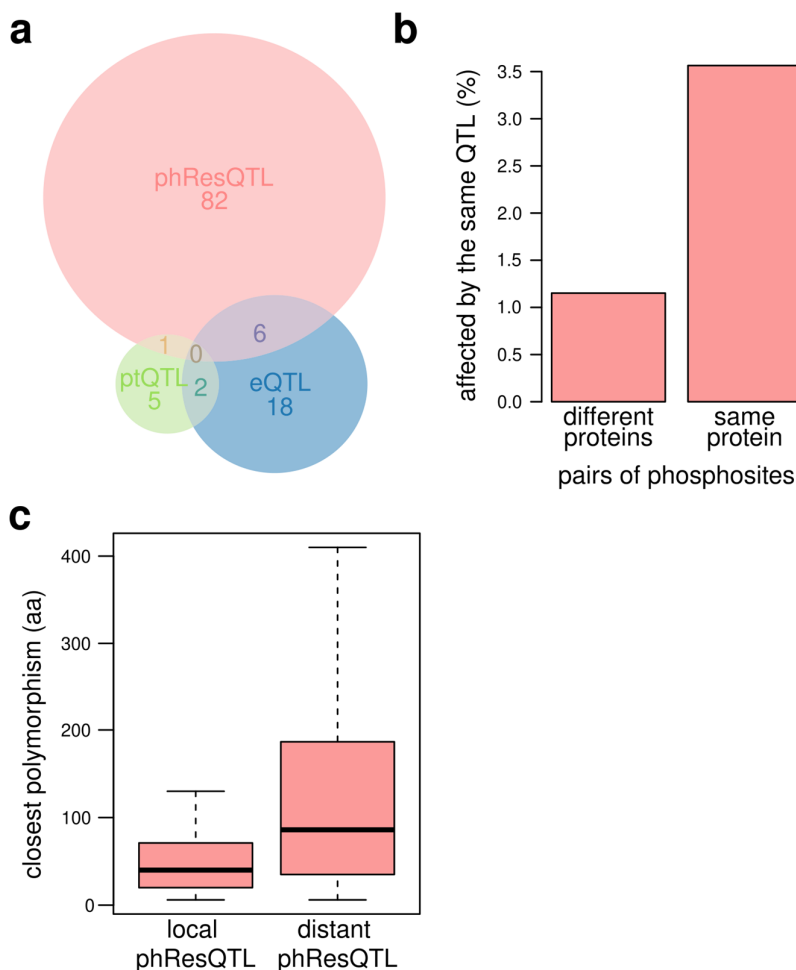 a
phResQTL
82
1
0
6
ptQTL
5
2
eQTL
18
b
affected by the same QTL (%)
3.5
3.0
2.5
2.0
1.5
1.0
0.5
0.0
different
proteins
same
protein
pairs of phosphosites
c
closest polymorphism (aa)
400
300
200
100
0
local
phResQTL
distant
phResQTL